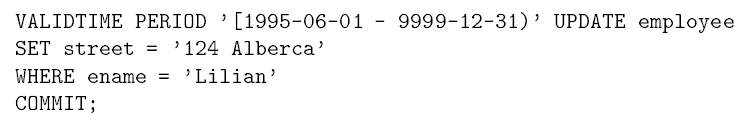 VALIDTIME PERIOD '[1995-06-01 - 9999-12-31)' UPDATE employee
SET street = '124 Alberca'
WHERE ename = 'Lilian'
COMMIT;